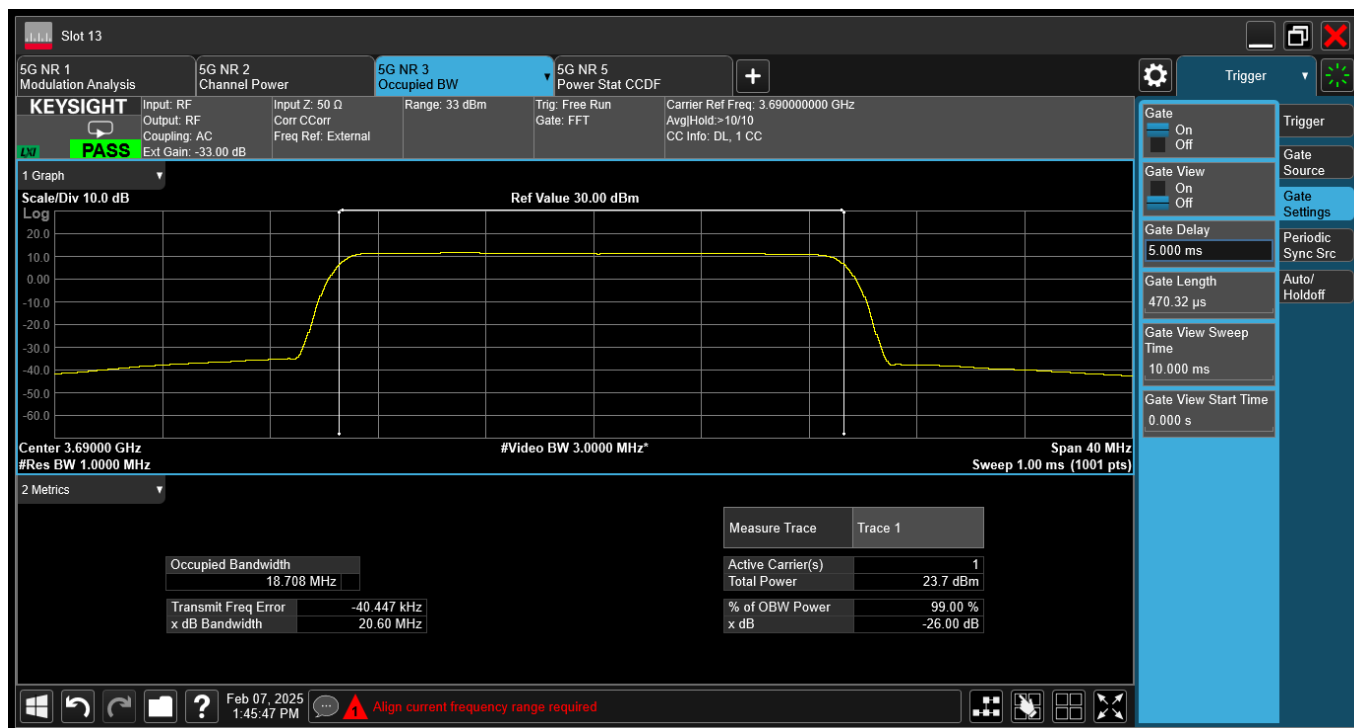 Slot 13
5G NR 1
Modulation Analysis
5G NR 2
Channel Power
5G NR 3
Occupied BW
5G NR 5
Power Stat CCDF
Trigger
KEYSIGHT
LXI
PASS
Input: RF
Output: RF
Coupling: AC
Ext Gain: -33.00 dB
Input Z: 50 Ω
Corr CCorr
Freq Ref: External
Range: 33 dBm
Trig: Free Run
Gate: FFT
Carrier Ref Freq: 3.690000000 GHz
Avg|Hold:>10/10
CC Info: DL, 1 CC
1 Graph
Scale/Div 10.0 dB
Ref Value 30.00 dBm
Log
20.0
10.0
0.00
-10.0
-20.0
-30.0
-40.0
-50.0
-60.0
Center 3.69000 GHz
#Video BW 3.0000 MHz*
Span 40 MHz
#Res BW 1.0000 MHz
Sweep 1.00 ms (1001 pts)
2 Metrics
Measure Trace Trace 1
Occupied Bandwidth
18.708 MHz
Transmit Freq Error -40.447 kHz
x dB Bandwidth 20.60 MHz
Active Carrier(s) 1
Total Power 23.7 dBm
% of OBW Power 99.00 %
x dB -26.00 dB
Gate
On
Off
Gate View
On
Off
Gate Delay
5.000 ms
Gate Length
470.32 µs
Gate View Sweep
Time
10.000 ms
Gate View Start Time
0.000 s
Trigger
Gate
Source
Gate
Settings
Periodic
Sync Src
Auto/
Holdoff
?
Feb 07, 2025
1:45:47 PM
1
Align current frequency range required